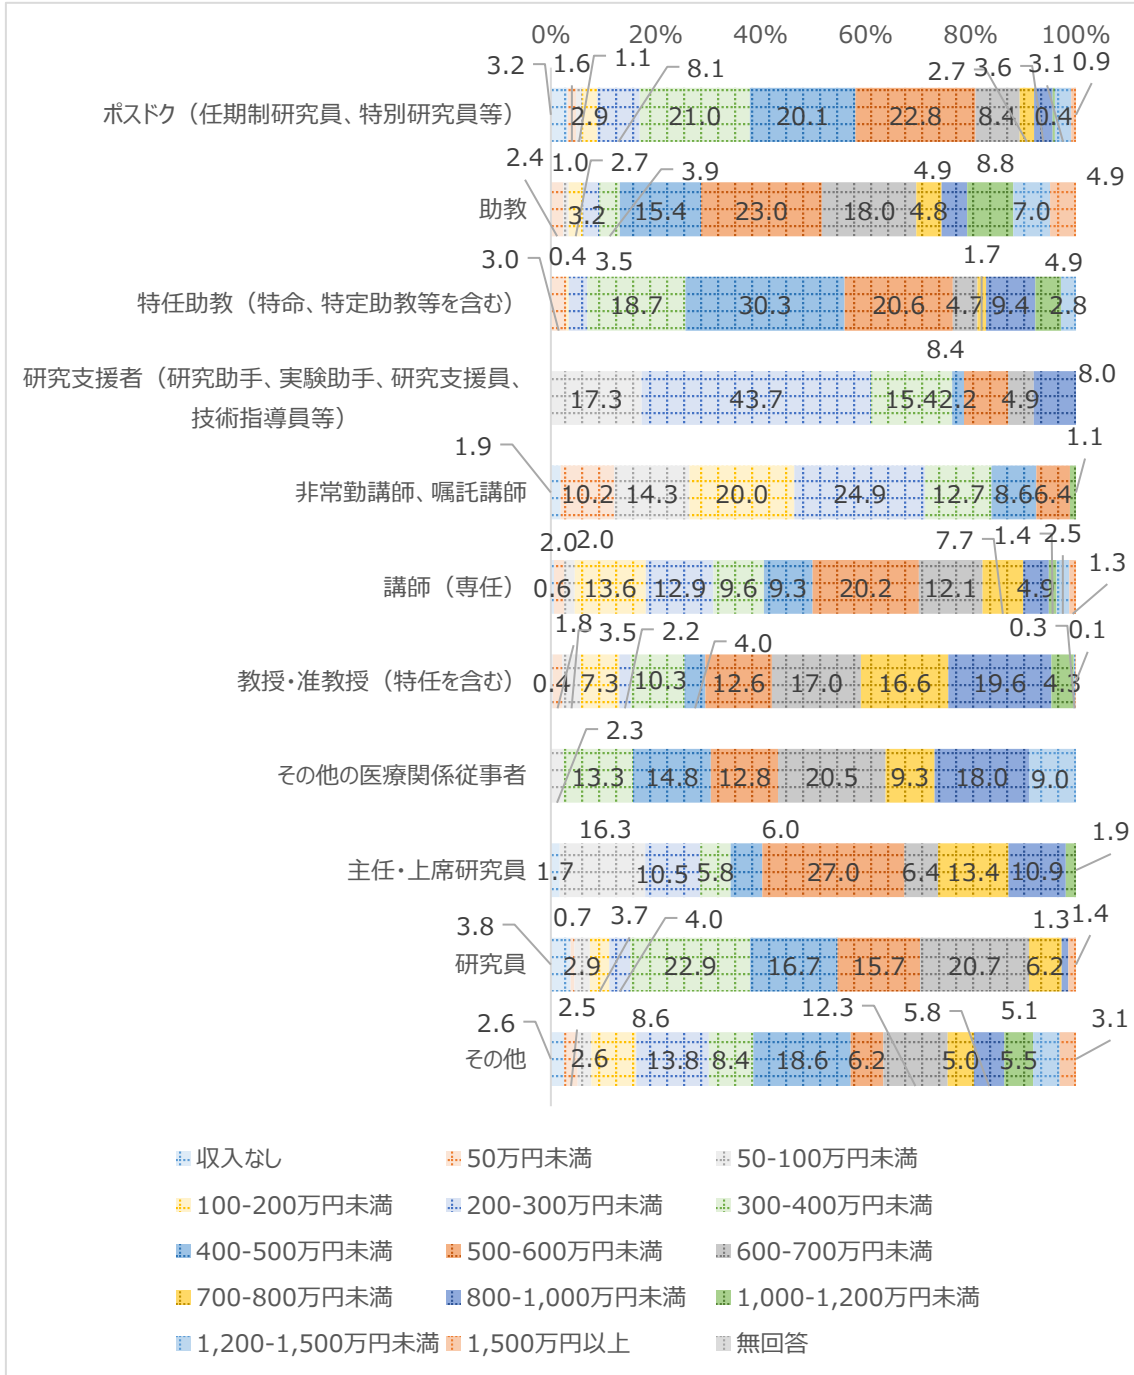 0% 20% 40% 60% 80% 100%
3.2 1.6 1.1 8.1 2.7 3.6 3.1 0.9
ポスドク（任期制研究員、特別研究員等） 2.9 21.0 20.1 22.8 8.4 0.4
2.4 1.0 2.7 3.9 4.9 8.8 4.9
助教 3.2 15.4 23.0 18.0 4.8 7.0
3.0 0.4 3.5 1.7 4.9
特任助教（特命、特定助教等を含む） 18.7 30.3 20.6 4.7 9.4 2.8
8.4 8.0
研究支援者（研究助手、実験助手、研究支援員、
技術指導員等） 17.3 43.7 15.4 2.2 4.9
1.9 1.1
非常勤講師、嘱託講師 10.2 14.3 20.0 24.9 12.7 8.6 6.4
2.0 2.0 7.7 1.4 2.5 1.3
講師（専任） 0.6 13.6 12.9 9.6 9.3 20.2 12.1 4.9
1.8 3.5 2.2 4.0 0.3 0.1
教授・准教授（特任を含む） 0.4 7.3 10.3 12.6 17.0 16.6 19.6 4.3
2.3
その他の医療関係従事者 13.3 14.8 12.8 20.5 9.3 18.0 9.0
16.3 6.0 1.9
主任・上席研究員 1.7 10.5 5.8 27.0 6.4 13.4 10.9
3.8 0.7 3.7 4.0 1.3 1.4
研究員 2.9 22.9 16.7 15.7 20.7 6.2
2.6 2.5 8.6 12.3 5.8 5.1 3.1
その他 2.6 13.8 8.4 18.6 6.2 5.0 5.5
収入なし 50万円未満 50-100万円未満
100-200万円未満 200-300万円未満 300-400万円未満
400-500万円未満 500-600万円未満 600-700万円未満
700-800万円未満 800-1,000万円未満 1,000-1,200万円未満
1,200-1,500万円未満 1,500万円以上 無回答